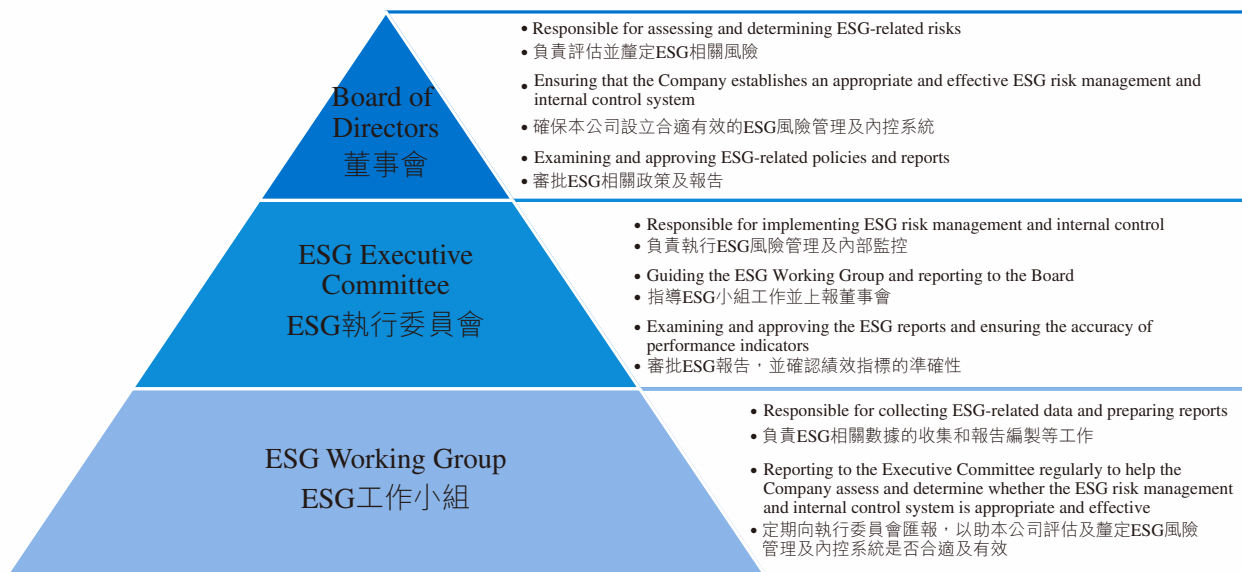 Board of
Directors
董事會
• Responsible for assessing and determining ESG-related risks
• 負責評估並釐定ESG相關風險
• Ensuring that the Company establishes an appropriate and effective ESG risk management and
internal control system
• 確保本公司設立合適有效的ESG風險管理及內控系統
• Examining and approving ESG-related policies and reports
• 審批ESG相關政策及報告
ESG Executive
Committee
ESG執行委員會
• Responsible for implementing ESG risk management and internal control
• 負責執行ESG風險管理及內部監控
• Guiding the ESG Working Group and reporting to the Board
• 指導ESG小組工作並上報董事會
• Examining and approving the ESG reports and ensuring the accuracy of
performance indicators
• 審批ESG報告，並確認績效指標的準確性
ESG Working Group
ESG工作小組
• Responsible for collecting ESG-related data and preparing reports
• 負責ESG相關數據的收集和報告編製等工作
• Reporting to the Executive Committee regularly to help the
Company assess and determine whether the ESG risk management
and internal control system is appropriate and effective
• 定期向執行委員會匯報，以助本公司評估及釐定ESG風險
管理及內控系統是否合適及有效